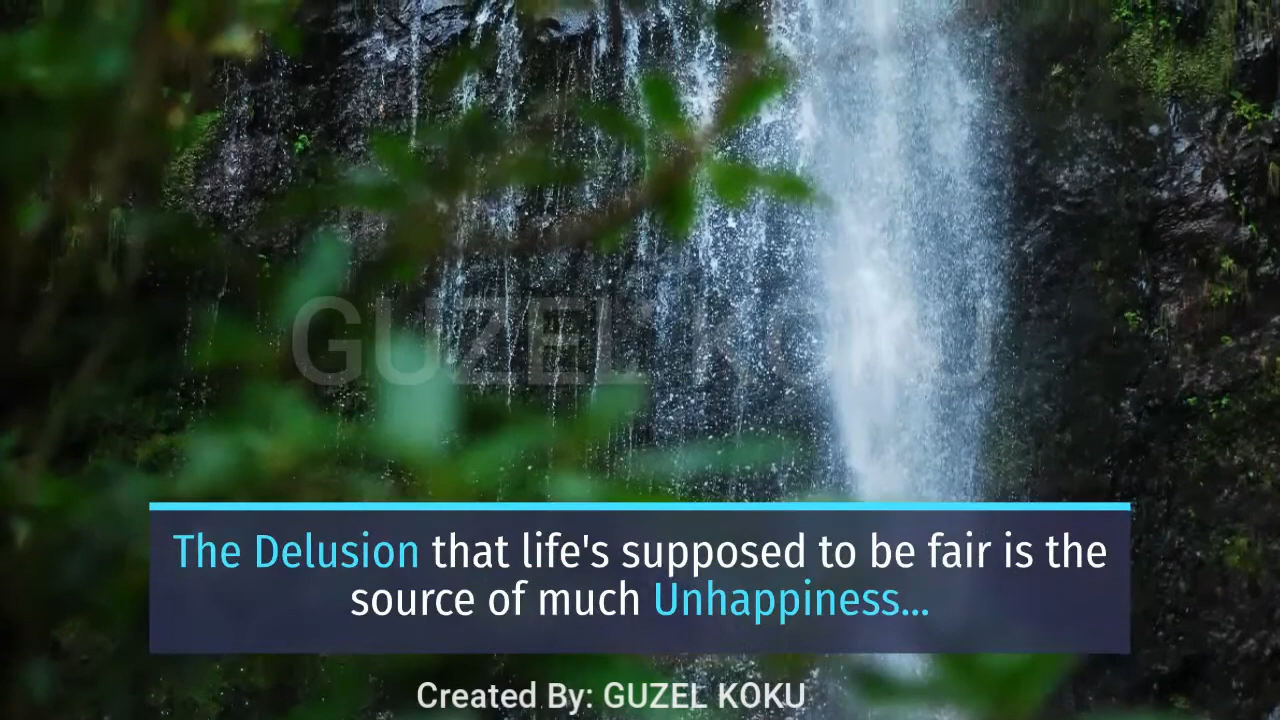 GUZEL KOKU
The Delusion that life's supposed to be fair is the
source of much Unhappiness...
Created By: GUZEL KOKU